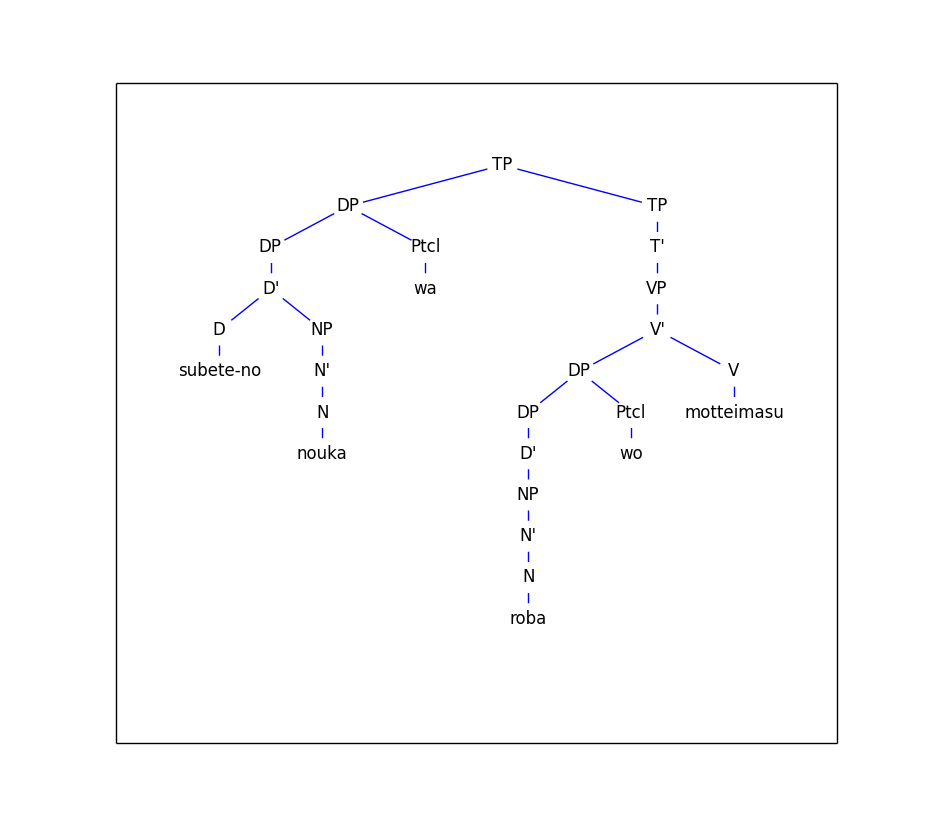 TP
DP TP
DP Ptcl T'
D' wa VP
D NP V'
subete-no N' DP V
N DP Ptcl motteimasu
nouka D' wo
NP
N'
N
roba